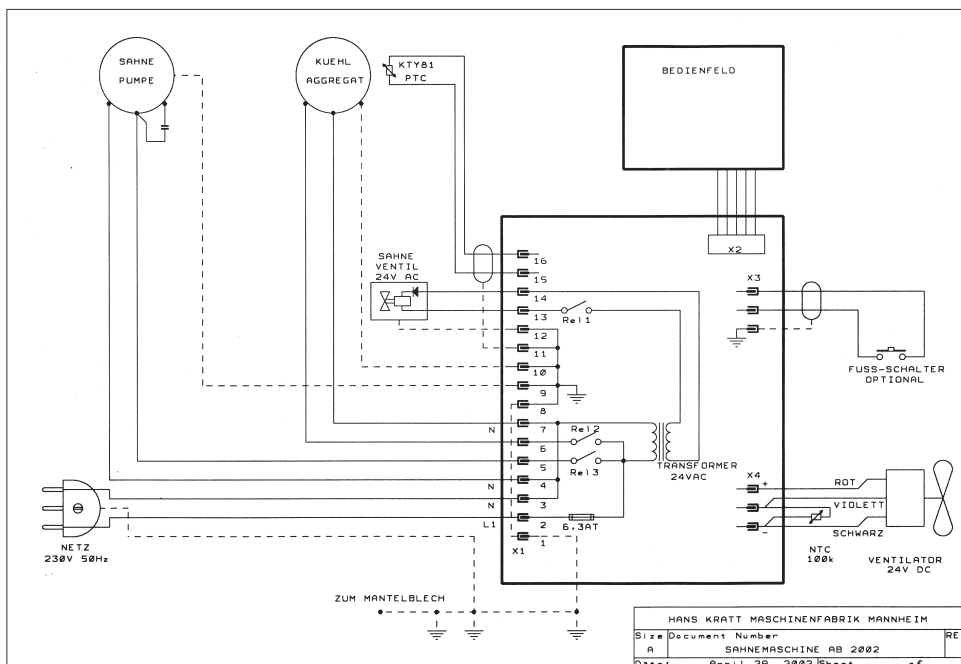 SAHNE
PUMPE
KUEHL
AGGREGAT
KTY81
PTC
BEDIENFELD
X2
SAHNE
VENTIL
24V AC
16
15
14
13
Rel1
12
11
10
9
8
N
7
Rel2
6
5
Rel3
N
4
N
3
L1
2
6,3AT
X1
1
TRANSFORMER
24VAC
X3
FUSS-SCHALTER
OPTIONAL
X4
+
ROT
VIOLETT
-
SCHWARZ
NTC
100k
VENTILATOR
24V DC
NETZ
230V 50Hz
ZUM MANTELBLECH
HANS KRATT MASCHINENFABRIK MANNHEIM
Size Document Number
RE
A SAHNEMASCHINE AB 2002